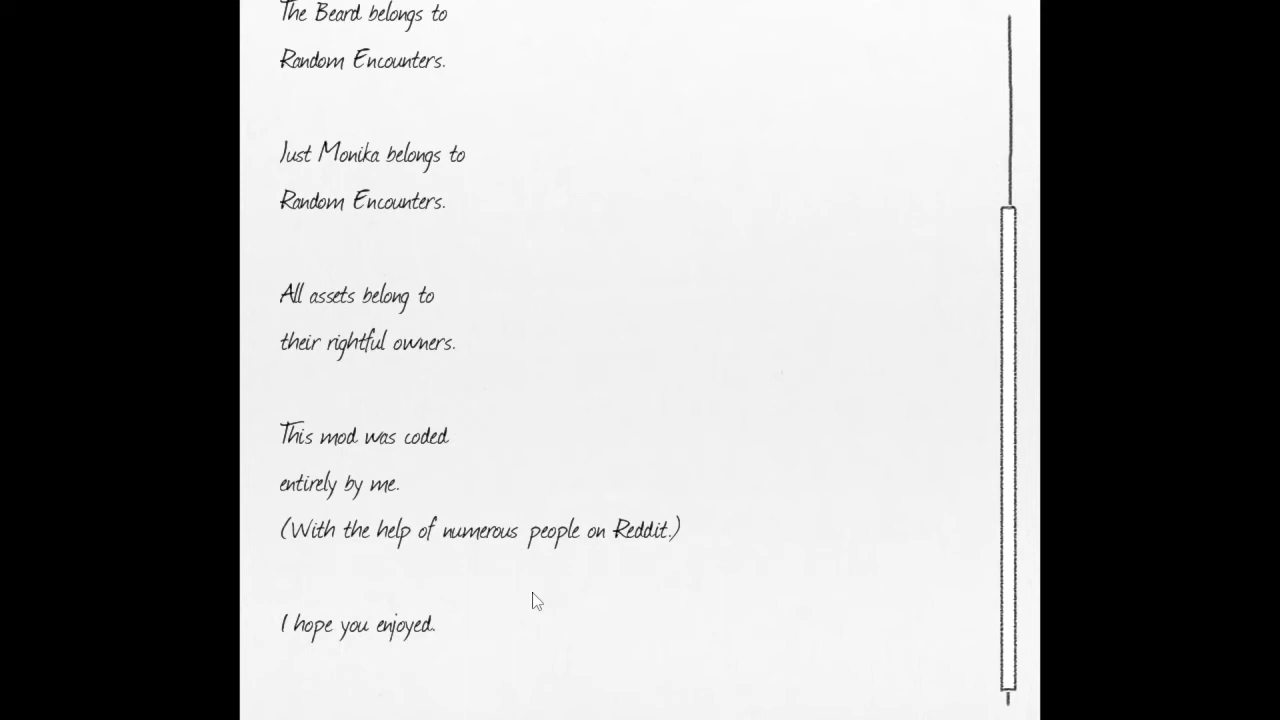 The Beard belongs to
Random Encounters.
Just Monika belongs to
Random Encounters.
All assets belong to
their rightful owners.
This mod was coded
entirely by me.
(With the help of numerous people on Reddit.)
I hope you enjoyed.